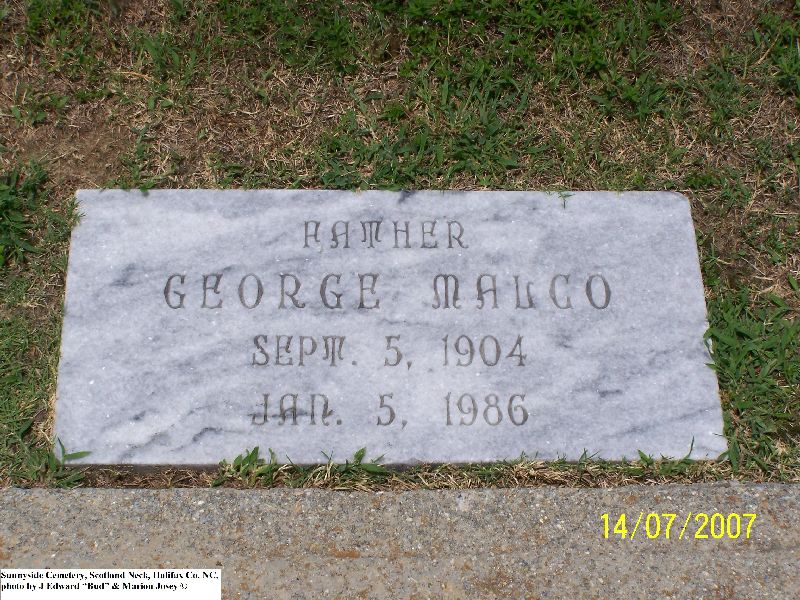 FATHER
GEORGE MALCO
SEPT. 5, 1904
JAN. 5, 1986
14/07/2007
Sunnyside Cemetery, Scotland Neck, Halifax Co. NC,
photo by J Edward "Bud" & Marion Josey ©